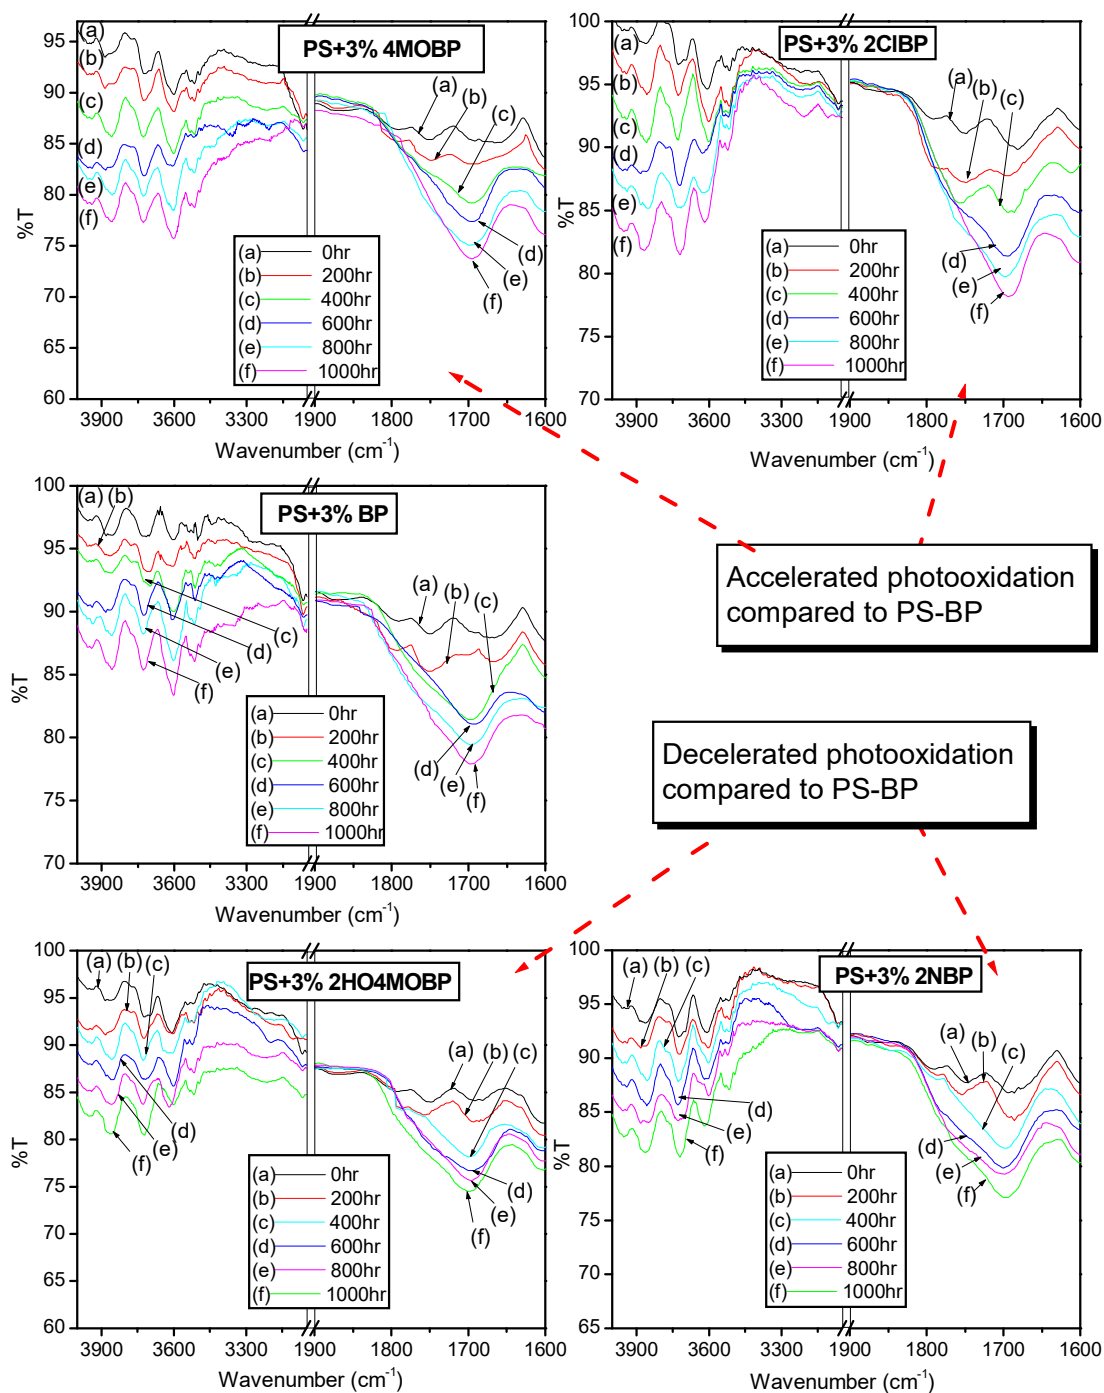 PS+3% 4MOBP
%T
95
90
85
80
75
70
65
60
(a)
(b)
(c)
(d)
(e)
(f)
(a)
(b)
(c)
(d)
(e)
(f)
(a) 0hr
(b) 200hr
(c) 400hr
(d) 600hr
(e) 800hr
(f) 1000hr
3900 3600 3300 1900 1800 1700 1600
Wavenumber (cm⁻¹)
PS+3% 2ClBP
%T
100
95
90
85
80
75
70
(a)
(b)
(c)
(d)
(e)
(f)
(a)
(b)
(c)
(d)
(e)
(f)
(a) 0hr
(b) 200hr
(c) 400hr
(d) 600hr
(e) 800hr
(f) 1000hr
3900 3600 3300 1900 1800 1700 1600
Wavenumber (cm⁻¹)
PS+3% BP
%T
100
95
90
85
80
75
70
(a) (b)
(c)
(d)
(e)
(f)
(a)
(b)
(c)
(d)
(e)
(f)
(a) 0hr
(b) 200hr
(c) 400hr
(d) 600hr
(e) 800hr
(f) 1000hr
3900 3600 3300 1900 1800 1700 1600
Wavenumber (cm⁻¹)
Accelerated photooxidation
compared to PS-BP
Decelerated photooxidation
compared to PS-BP
PS+3% 2HO4MOBP
%T
100
95
90
85
80
75
70
65
60
(a) (b) (c)
(d)
(e)
(f)
(a)
(b) (c)
(d)
(e)
(f)
(a) 0hr
(b) 200hr
(c) 400hr
(d) 600hr
(e) 800hr
(f) 1000hr
3900 3600 3300 1900 1800 1700 1600
Wavenumber (cm⁻¹)
PS+3% 2NBP
%T
100
95
90
85
80
75
70
65
(a) (b) (c)
(d)
(e)
(f)
(a) (b)
(c)
(d)
(e)
(f)
(a) 0hr
(b) 200hr
(c) 400hr
(d) 600hr
(e) 800hr
(f) 1000hr
3900 3600 3300 1900 1800 1700 1600
Wavenumber (cm⁻¹)